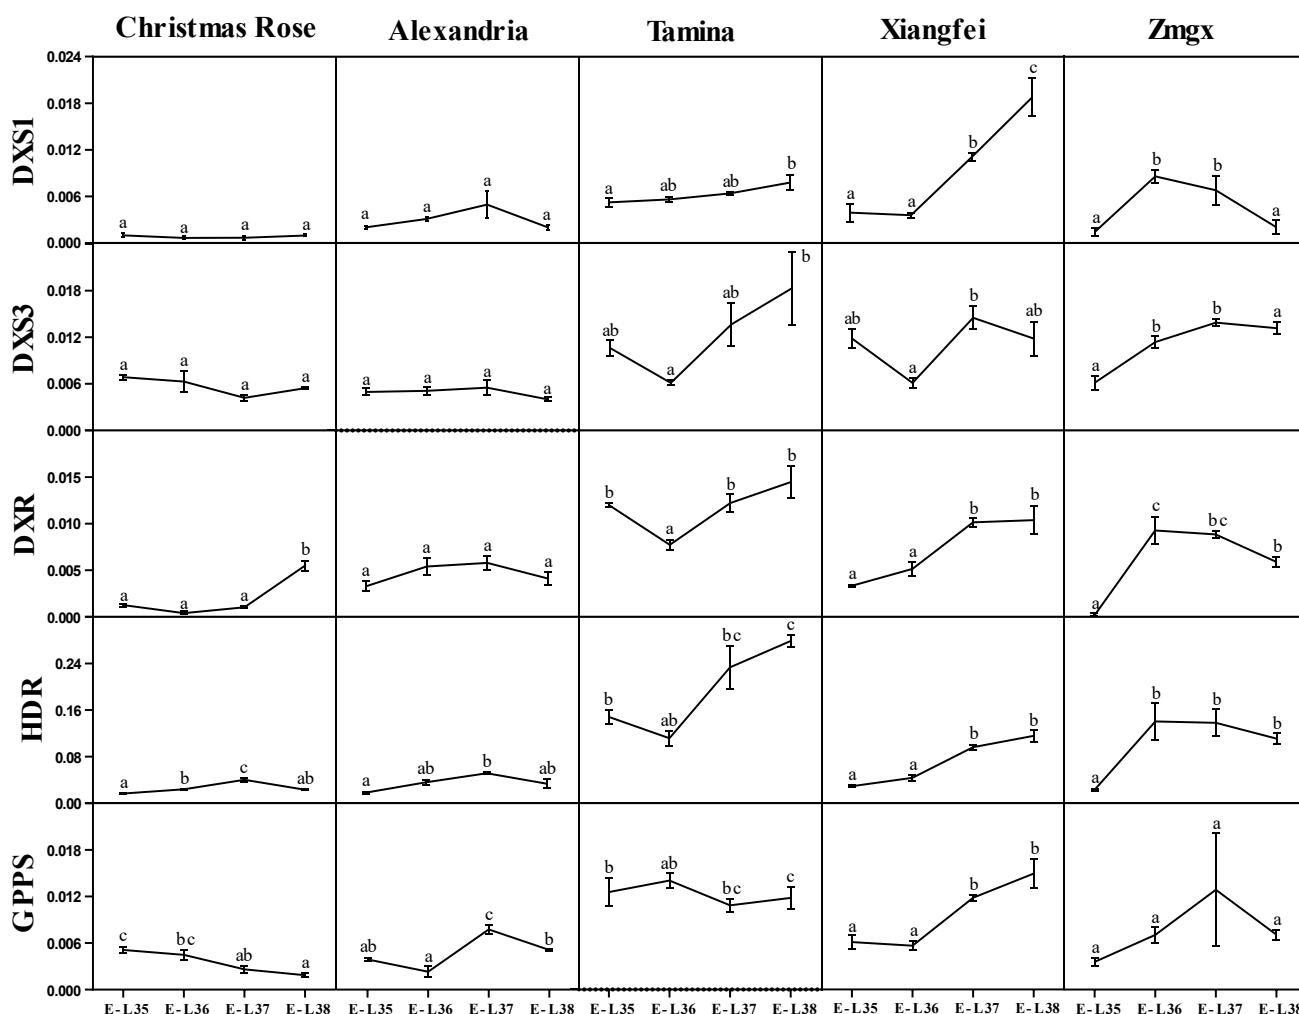 Christmas Rose Alexandria Tamina Xiangfei Zmgx
DXS1
0.024
0.018
0.012
0.006
0.000
a a a a
a a a a
a ab ab b
a a b c
a b b a
DXS3
0.018
0.012
0.006
0.000
a a a a
a a a a
ab a ab b
ab a b ab
a b b a
DXR
0.015
0.010
0.005
0.000
a a a b
a a a a
b a b b
a a b b
a c bc b
HDR
0.24
0.16
0.08
0.00
a b c ab
a ab b ab
b ab bc c
a a b b
a b b b
GPPS
0.018
0.012
0.006
0.000
c bc ab a
ab a c b
b ab bc c
a a b b
a a a a
E-L35 E-L36 E-L37 E-L38 E-L35 E-L36 E-L37 E-L38 E-L35 E-L36 E-L37 E-L38 E-L35 E-L36 E-L37 E-L38 E-L35 E-L36 E-L37 E-L38